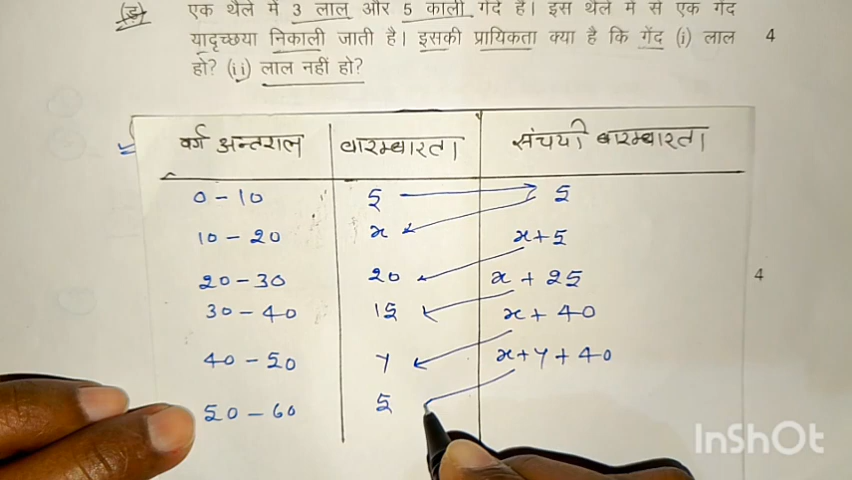 (ड) एक थैले में 3 लाल और 5 काली गेंदे हैं। इस थैले में से एक गेंद
यादृच्छया निकाली जाती है। इसकी प्रायिकता क्या है कि गेंद (i) लाल 4
हो? (ii) लाल नहीं हो?
वर्ग अन्तराल बारम्बारता संचयी बारम्बारता
0 - 10 5 5
10 - 20 x x + 5
20 - 30 20 x + 25
4
30 - 40 15 x + 40
40 - 50 y x + y + 40
50 - 60 5
InShOt